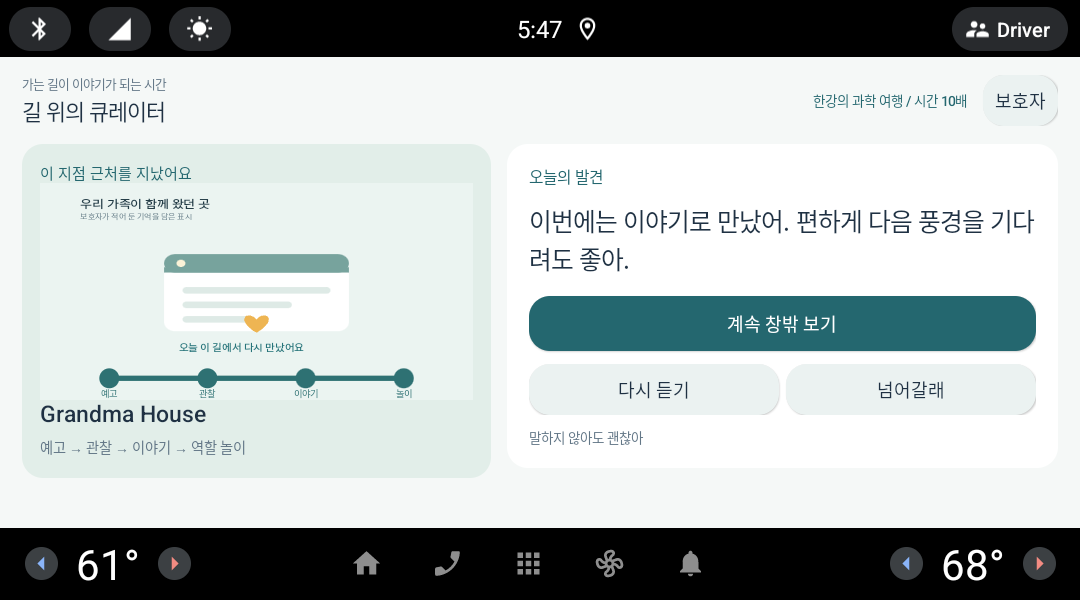 5:47
Driver
가는 길이 이야기가 되는 시간
길 위의 큐레이터
한강의 과학 여행 / 시간 10배
보호자
이 지점 근처를 지났어요
우리 가족이 함께 왔던 곳
보호자가 적어 둔 기억을 담은 표시
오늘 이 길에서 다시 만났어요
예고
관찰
이야기
놀이
Grandma House
예고 → 관찰 → 이야기 → 역할 놀이
오늘의 발견
이번에는 이야기로 만났어. 편하게 다음 풍경을 기다
려도 좋아.
계속 창밖 보기
다시 듣기
넘어갈래
말하지 않아도 괜찮아
61°
68°